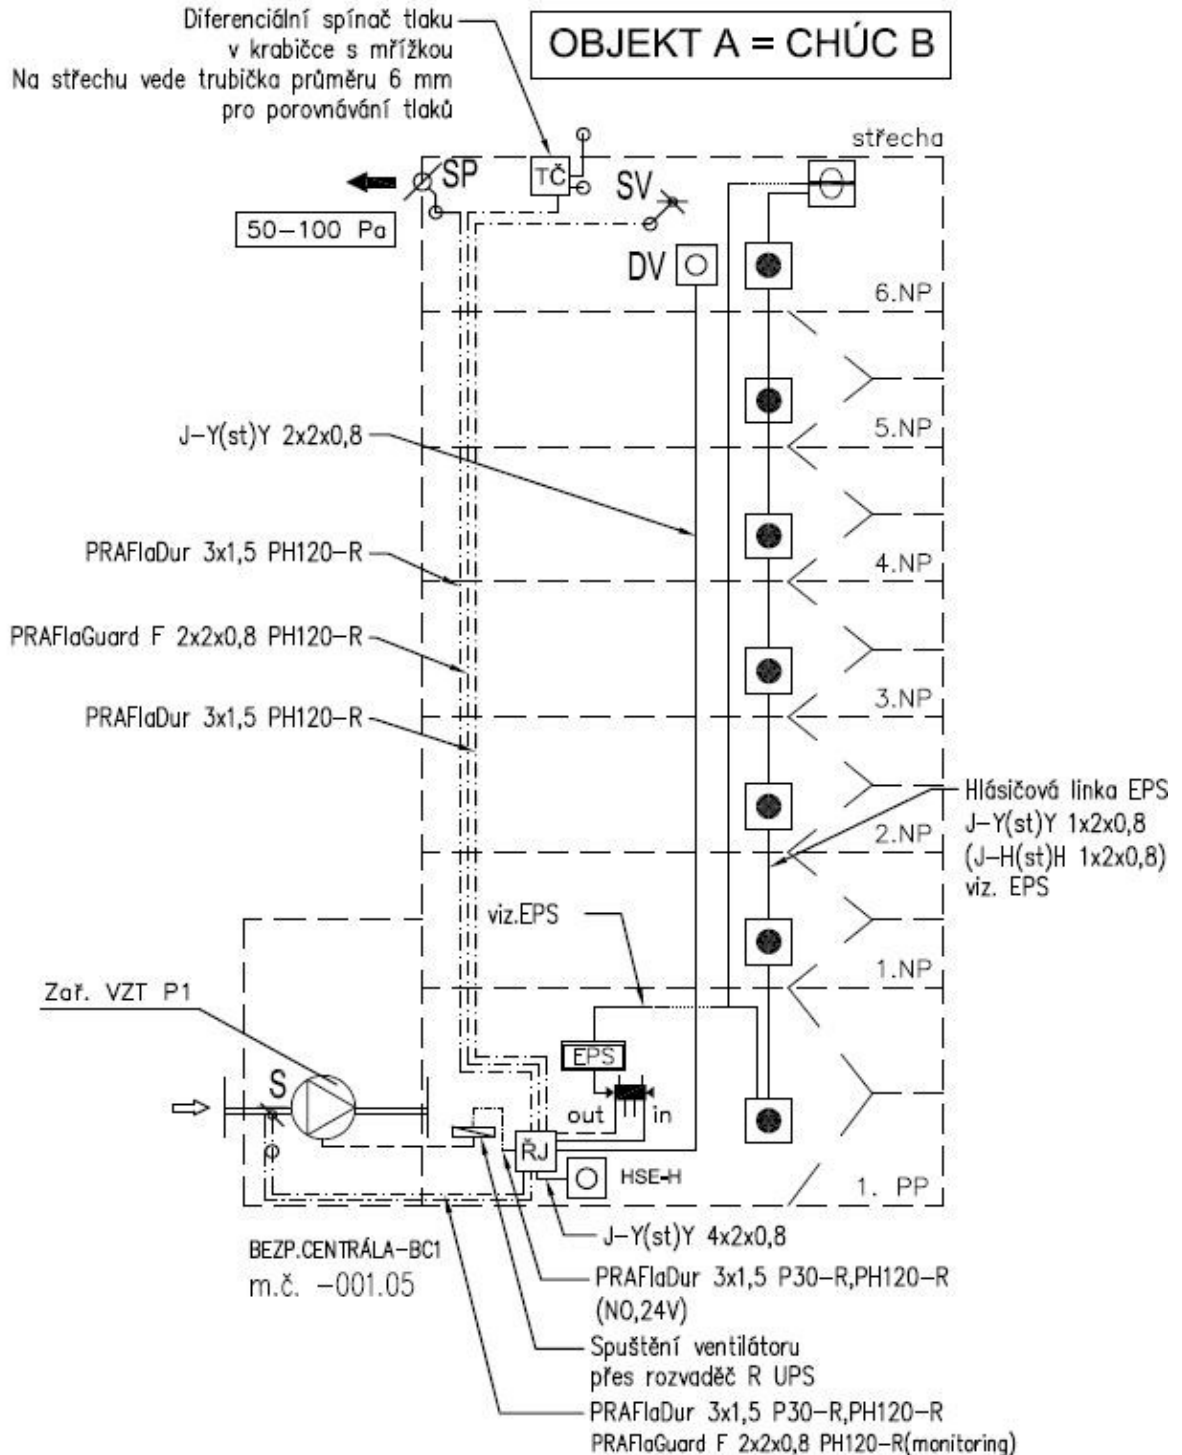 Diferenciální spínač tlaku
v krabičce s mřížkou
Na střechu vede trubička průměru 6 mm
pro porovnávání tlaků
OBJEKT A = CHÚC B
střecha
SP
TČ
SV
50–100 Pa
DV
6.NP
J–Y(st)Y 2x2x0,8
5.NP
PRAFlaDur 3x1,5 PH120–R
4.NP
PRAFlaGuard F 2x2x0,8 PH120–R
3.NP
PRAFlaDur 3x1,5 PH120–R
Hlásičová linka EPS
J–Y(st)Y 1x2x0,8
(J–H(st)H 1x2x0,8)
viz. EPS
2.NP
viz.EPS
1.NP
Zař. VZT P1
EPS
S
out
in
ŘJ
HSE–H
1. PP
J–Y(st)Y 4x2x0,8
BEZP.CENTRÁLA–BC1
m.č. –001.05
PRAFlaDur 3x1,5 P30–R,PH120–R
(NO,24V)
Spuštění ventilátoru
přes rozvaděč R UPS
PRAFlaDur 3x1,5 P30–R,PH120–R
PRAFlaGuard F 2x2x0,8 PH120–R(monitoring)